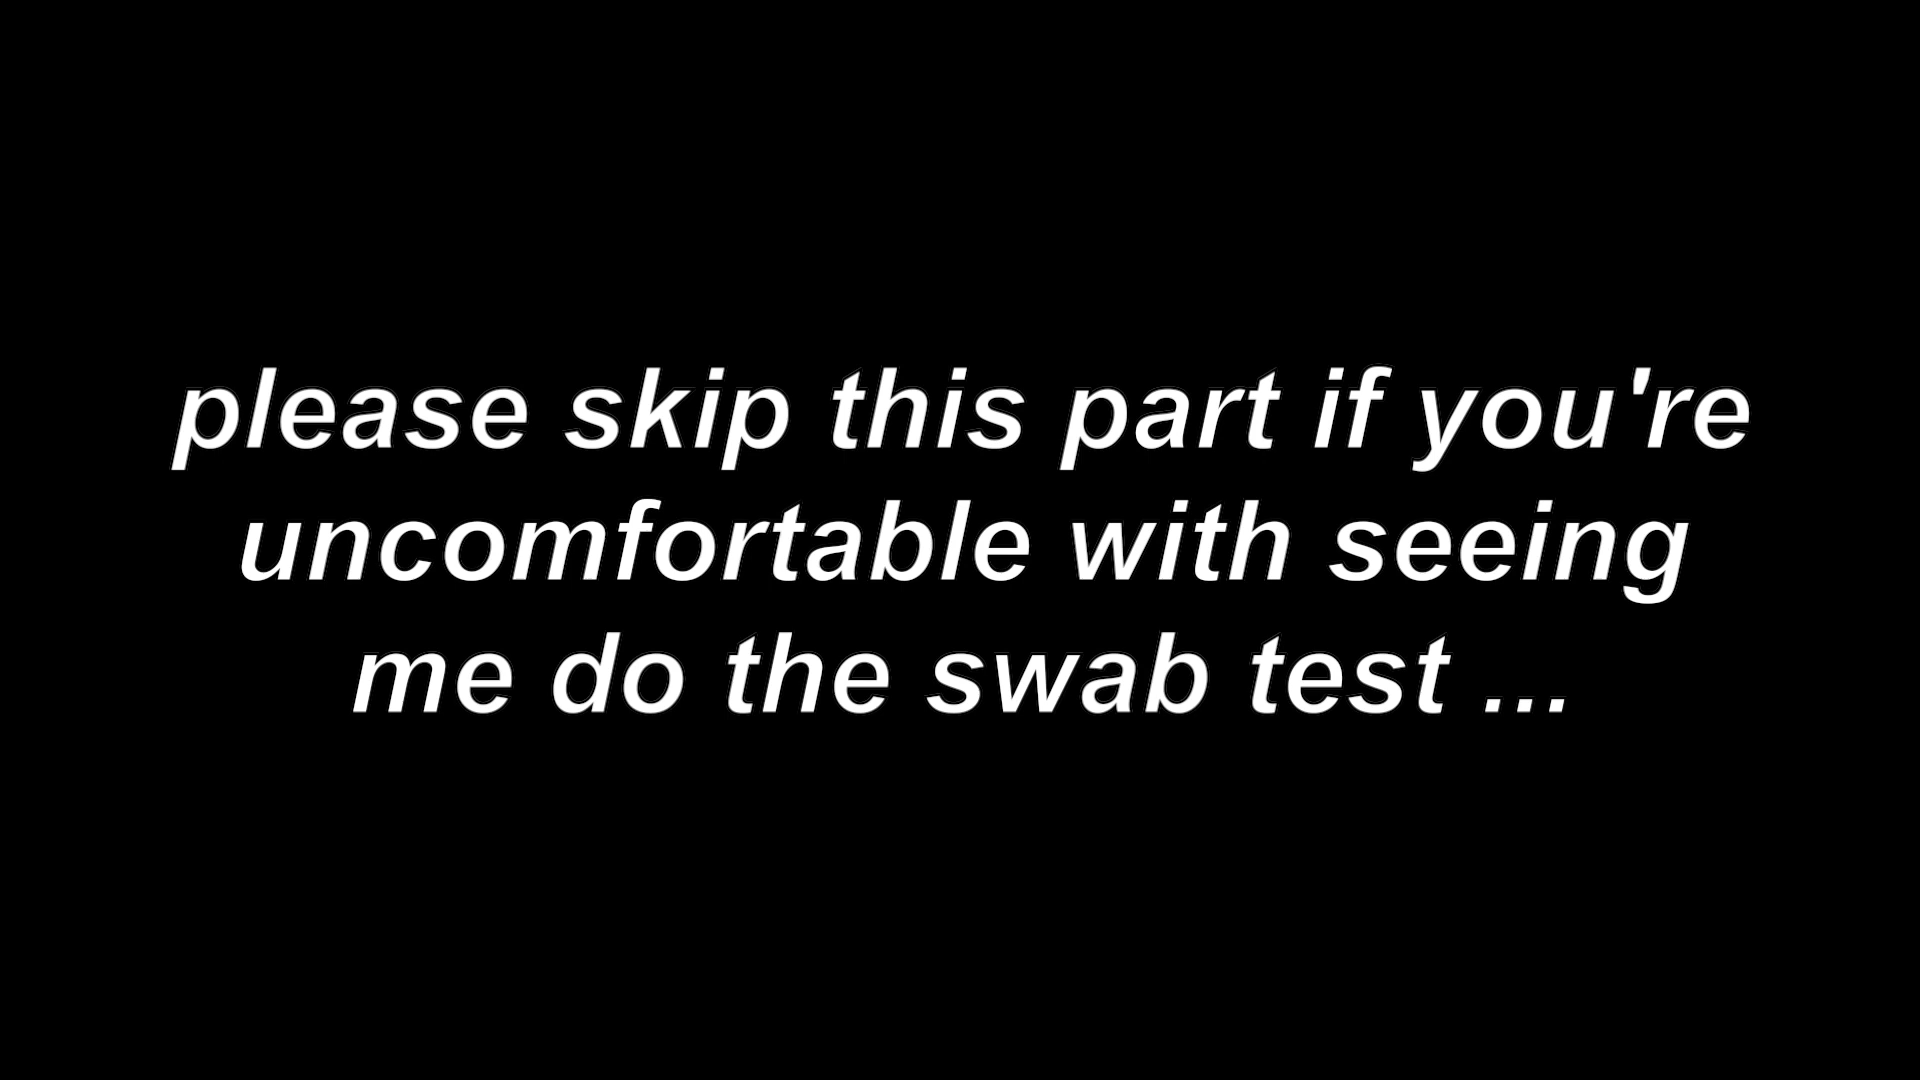 please skip this part if you're
uncomfortable with seeing
me do the swab test ...